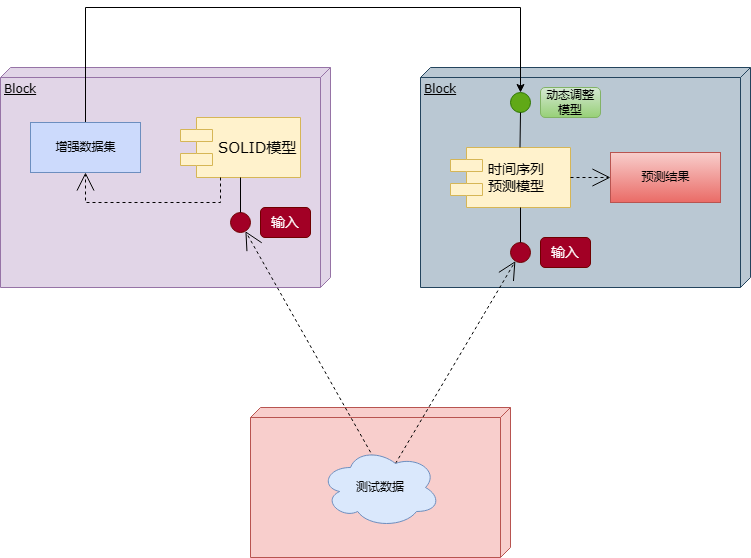 Block
增强数据集
SOLID模型
输入
Block
动态调整
模型
时间序列
预测模型
预测结果
输入
测试数据